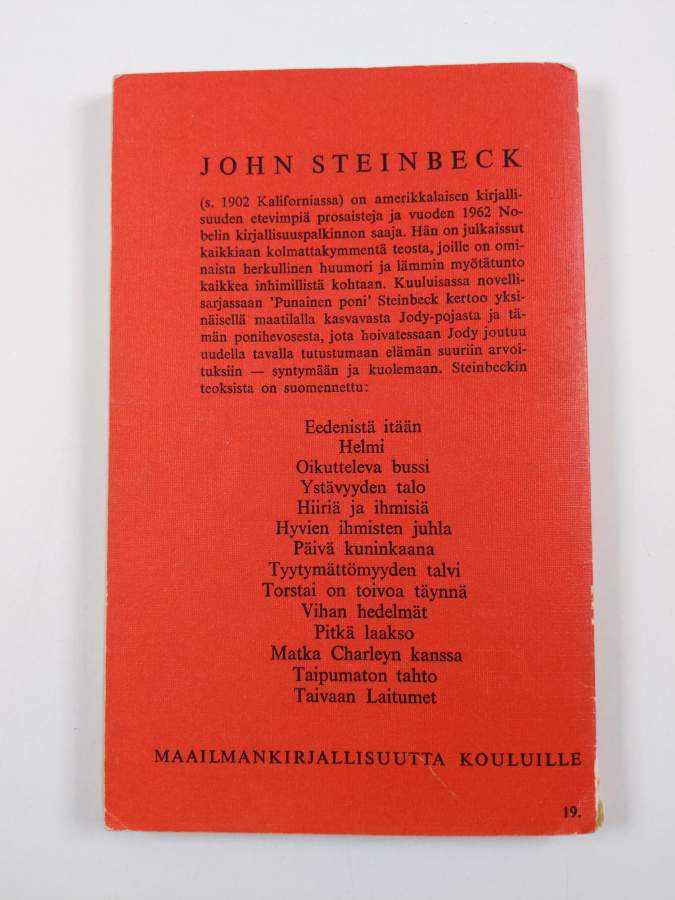 JOHN STEINBECK
(s. 1902 Kaliforniassa) on amerikkalaisen kirjalli-
suuden etevimpiä prosaisteja ja vuoden 1962 No-
belin kirjallisuuspalkinnon saaja. Hän on julkaissut
kaikkiaan kolmattakymmentä teosta, joille on omi-
naista herkullinen huumori ja lämmin myötätunto
kaikkea inhimillistä kohtaan. Kuuluisassa novelli-
sarjassaan 'Punainen poni' Steinbeck kertoo yksi-
näisellä maatilalla kasvavasta Jody-pojasta ja tä-
män ponihevosesta, jota hoivatessaan Jody joutuu
uudella tavalla tutustumaan elämän suuriin arvoi-
tuksiin — syntymään ja kuolemaan. Steinbeckin
teoksista on suomennettu:
Eedenistä itään
Helmi
Oikutteleva bussi
Ystävyyden talo
Hiiriä ja ihmisiä
Hyvien ihmisten juhla
Päivä kuninkaana
Tyytymättömyyden talvi
Torstai on toivoa täynnä
Vihan hedelmät
Pitkä laakso
Matka Charleyn kanssa
Taipumaton tahto
Taivaan Laitumet
MAAILMANKIRJALLISUUTTA KOULUILLE
19.